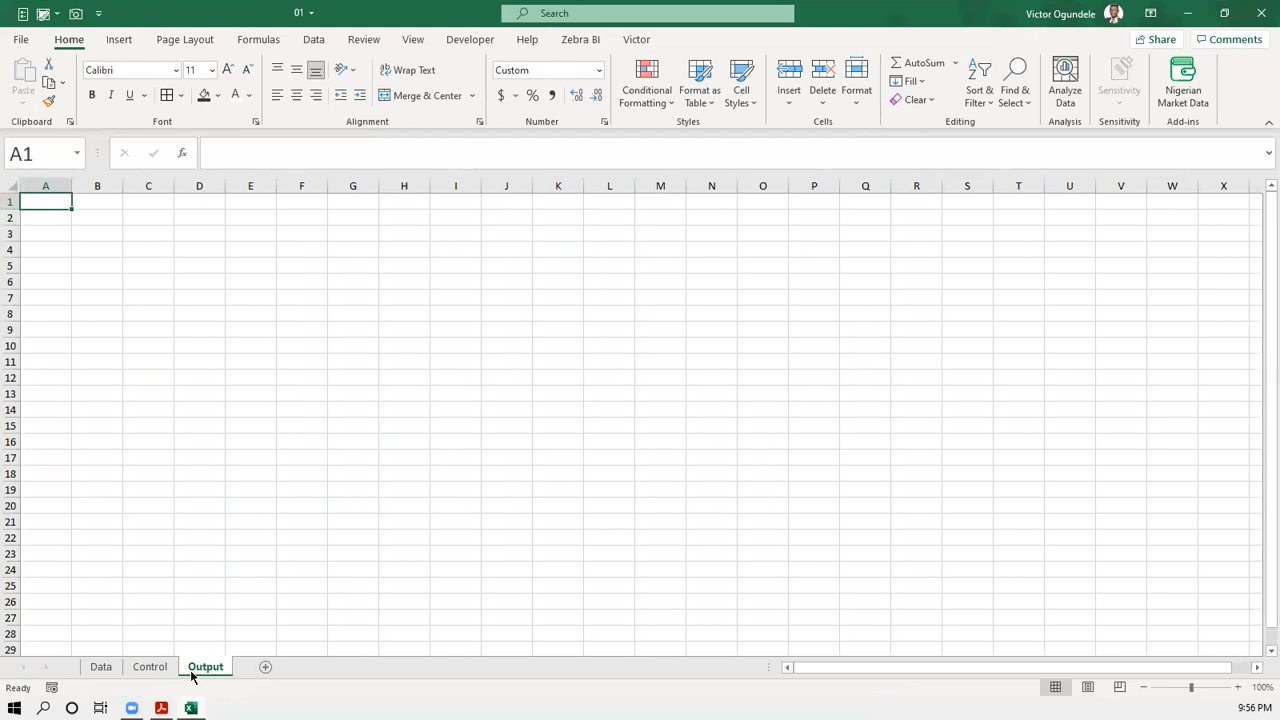 01
Search
Victor Ogundele
File Home Insert Page Layout Formulas Data Review View Developer Help Zebra BI Victor
Share
Comments
Paste
Calibri
11
B I U
A
Wrap Text
Merge & Center
Custom
$ %
Conditional
Formatting
Format as
Table
Cell
Styles
Insert
Delete
Format
AutoSum
Fill
Clear
Sort &
Filter
Find &
Select
Analyze
Data
Sensitivity
Nigerian
Market Data
Clipboard Font Alignment Number Styles Cells Editing Analysis Sensitivity Add-ins
A1
fx
A B C D E F G H I J K L M N O P Q R S T U V W X
1
2
3
4
5
6
7
8
9
10
11
12
13
14
15
16
17
18
19
20
21
22
23
24
25
26
27
28
29
Data Control Output
Ready
100%
9:56 PM